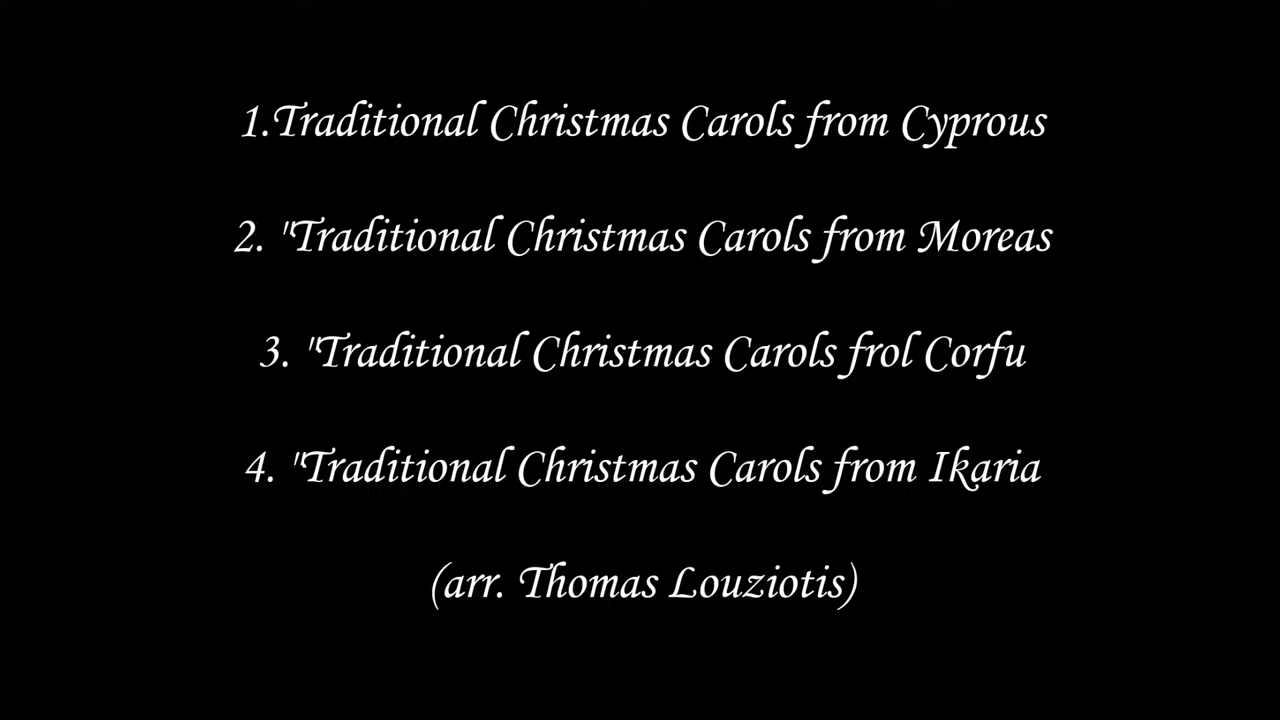 1.Traditional Christmas Carols from Cyprous
2. "Traditional Christmas Carols from Moreas
3. "Traditional Christmas Carols frol Corfu
4. "Traditional Christmas Carols from Ikaria
(arr. Thomas Louziotis)